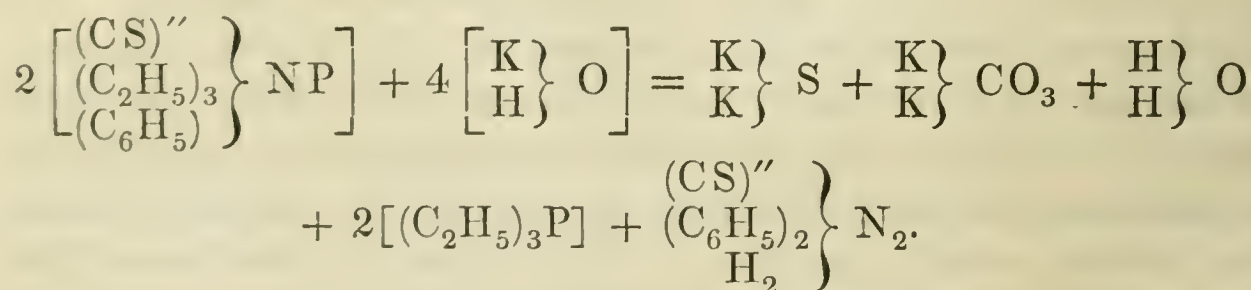 2 [(CS)″ (C₂H₅)₃ (C₆H₅)} NP] + 4 [K H} O] = K K} S + K K} CO₃ + H H} O
+ 2[(C₂H₅)₃P] + (CS)″ (C₆H₅)₂ H₂} N₂.